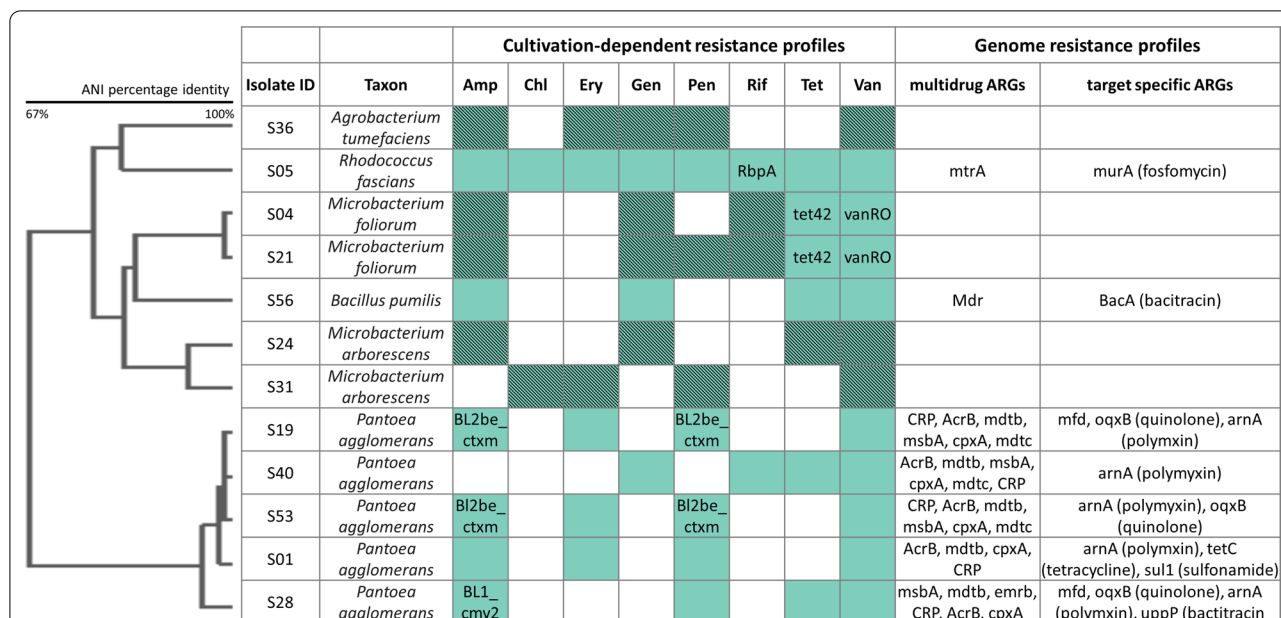 Cultivation-dependent resistance profiles Genome resistance profiles
ANI percentage identity
67% 100%
Isolate ID Taxon Amp Chl Ery Gen Pen Rif Tet Van multidrug ARGs target specific ARGs
S36 Agrobacterium
tumefaciens
S05 Rhodococcus
fascians RbpA mtrA murA (fosfomycin)
S04 Microbacterium
foliorum tet42 vanRO
S21 Microbacterium
foliorum tet42 vanRO
S56 Bacillus pumilis Mdr BacA (bacitracin)
S24 Microbacterium
arborescens
S31 Microbacterium
arborescens
S19 Pantoea BL2be_ BL2be_ CRP, AcrB, mdtb, mfd, oqxB (quinolone), arnA
agglomerans ctxm ctxm msbA, cpxA, mdtc (polymxin)
S40 Pantoea AcrB, mdtb, msbA, arnA (polymyxin)
agglomerans cpxA, mdtc, CRP
S53 Pantoea Bl2be_ Bl2be_ CRP, AcrB, mdtb, arnA (polymyxin), oqxB
agglomerans ctxm ctxm msbA, cpxA, mdtc (quinolone)
S01 Pantoea AcrB, mdtb, cpxA, arnA (polymxin), tetC
agglomerans CRP (tetracycline), sul1 (sulfonamide)
S28 Pantoea BL1_ msbA, mdtb, emrb, mfd, oqxB (quinolone), arnA
agglomerans cmy2 CRP, AcrB, cpxA (polymxin), uppP (bactitracin